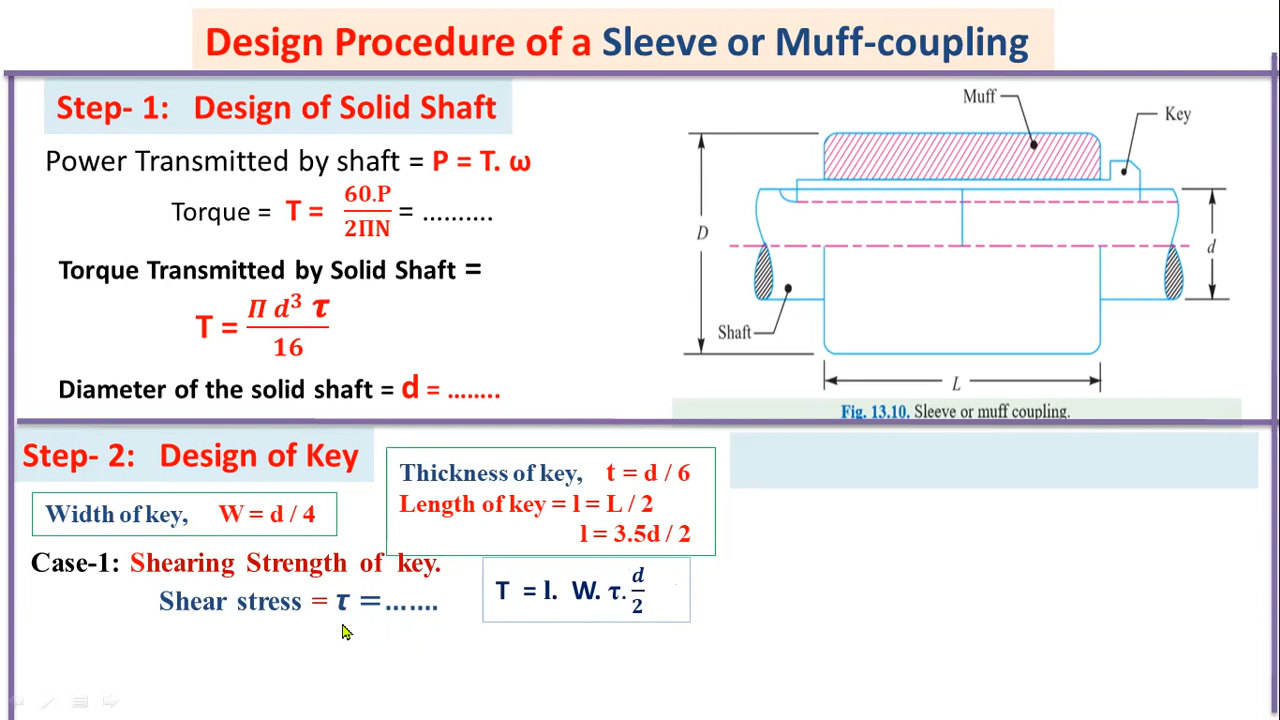 Design Procedure of a Sleeve or Muff-coupling
Step- 1: Design of Solid Shaft
Power Transmitted by shaft = P = T. ω
Torque = T = 60.P / 2ΠN = ..........
Torque Transmitted by Solid Shaft =
T = Π d³ τ / 16
Diameter of the solid shaft = d = ........
Muff
Key
D
d
Shaft
L
Fig. 13.10. Sleeve or muff coupling.
Step- 2: Design of Key
Width of key, W = d / 4
Thickness of key, t = d / 6
Length of key = l = L / 2
l = 3.5d / 2
Case-1: Shearing Strength of key.
Shear stress = τ = .......
T = l. W. τ. d/2